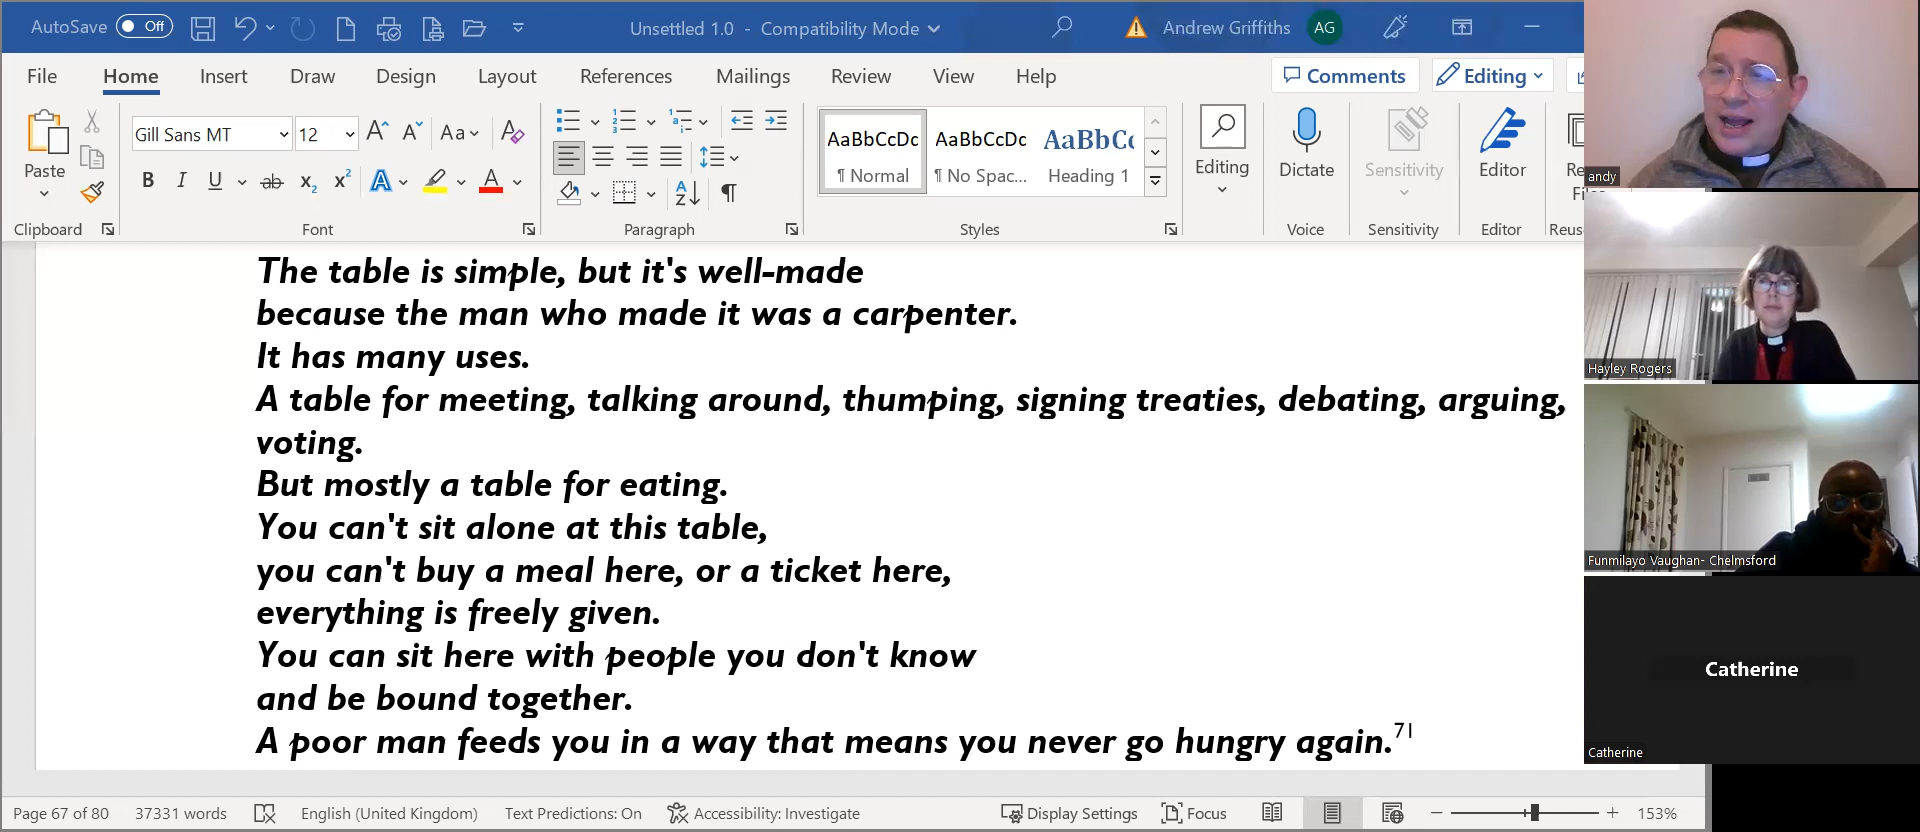 AutoSave Off Unsettled 1.0 - Compatibility Mode Andrew Griffiths AG
File Home Insert Draw Design Layout References Mailings Review View Help Comments Editing
Paste
Clipboard
Gill Sans MT 12
Aa
B I U ab x2 x2 A A
Font
Paragraph
AaBbCcDc AaBbCcDc AaBbCc
¶ Normal ¶ No Spac... Heading 1
Styles
Editing
Dictate
Voice
Sensitivity
Sensitivity
Editor
Editor
The table is simple, but it's well-made
because the man who made it was a carpenter.
It has many uses.
A table for meeting, talking around, thumping, signing treaties, debating, arguing,
voting.
But mostly a table for eating.
You can't sit alone at this table,
you can't buy a meal here, or a ticket here,
everything is freely given.
You can sit here with people you don't know
and be bound together.
A poor man feeds you in a way that means you never go hungry again.71
Page 67 of 80 37331 words English (United Kingdom) Text Predictions: On Accessibility: Investigate Display Settings Focus 153%
andy
Hayley Rogers
Funmilayo Vaughan- Chelmsford
Catherine
Catherine